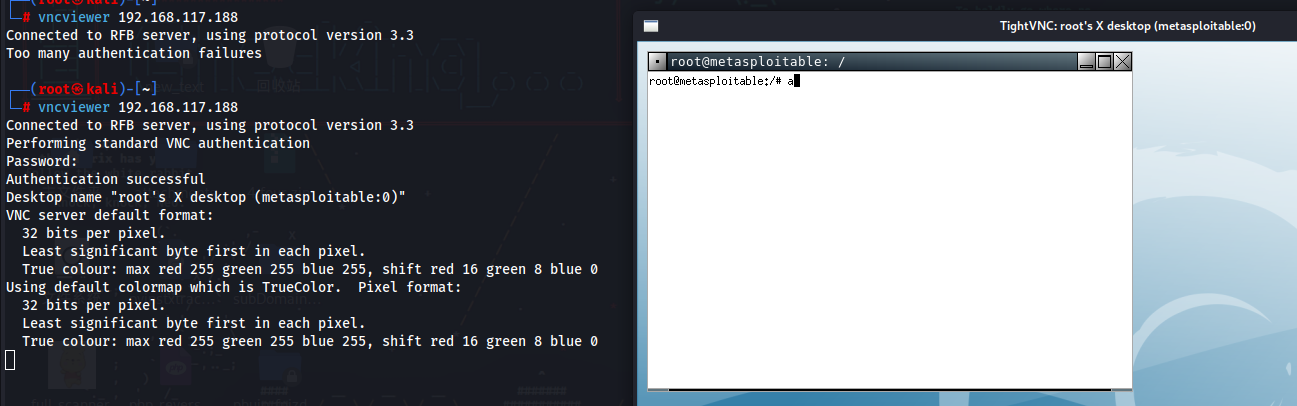 (root㉿kali)-[~]
# vncviewer 192.168.117.188
Connected to RFB server, using protocol version 3.3
Too many authentication failures
(root㉿kali)-[~]
# vncviewer 192.168.117.188
Connected to RFB server, using protocol version 3.3
Performing standard VNC authentication
Password:
Authentication successful
Desktop name "root's X desktop (metasploitable:0)"
VNC server default format:
  32 bits per pixel.
  Least significant byte first in each pixel.
  True colour: max red 255 green 255 blue 255, shift red 16 green 8 blue 0
Using default colormap which is TrueColor.  Pixel format:
  32 bits per pixel.
  Least significant byte first in each pixel.
  True colour: max red 255 green 255 blue 255, shift red 16 green 8 blue 0
回收站
TightVNC: root's X desktop (metasploitable:0)
root@metasploitable: /
root@metasploitable:/# a